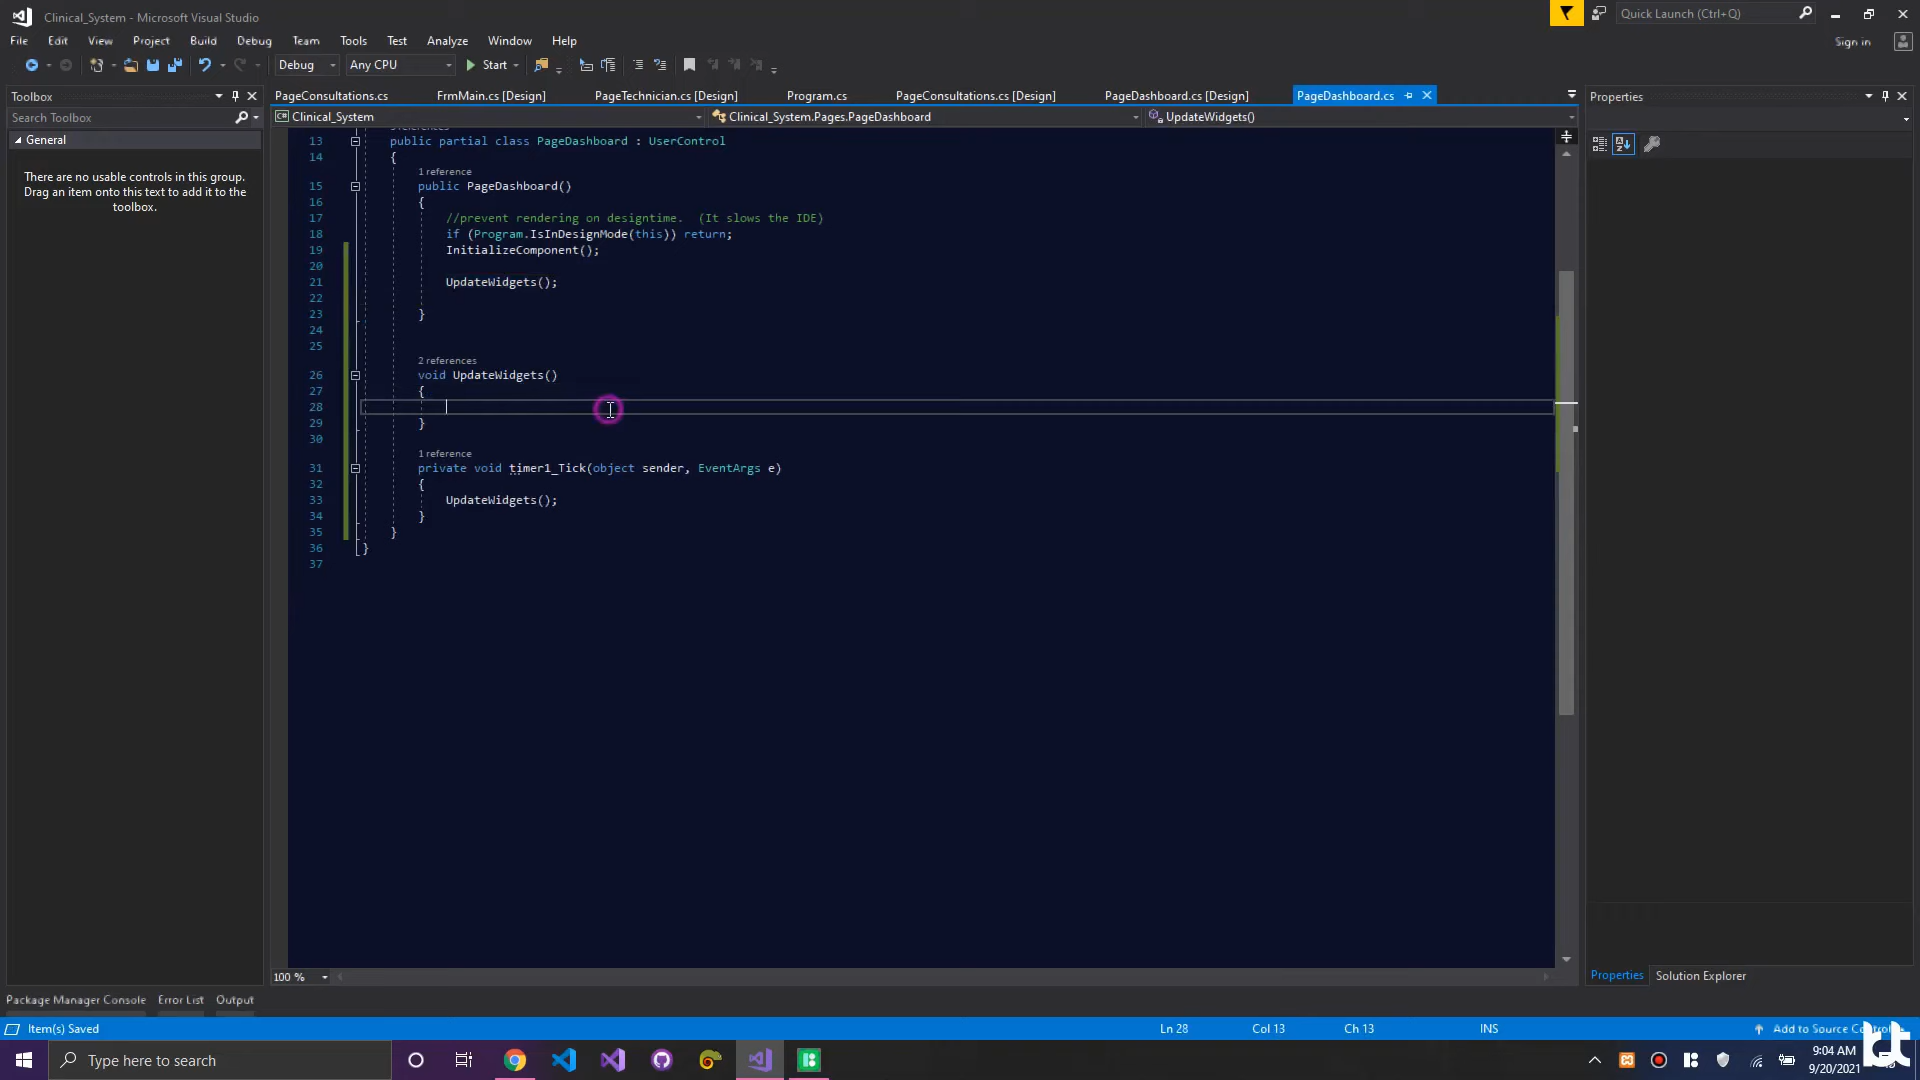 Clinical_System - Microsoft Visual Studio
Quick Launch (Ctrl+Q)
File Edit View Project Build Debug Team Tools Test Analyze Window Help
Sign in
Debug Any CPU Start
Toolbox
PageConsultations.cs FrmMain.cs [Design] PageTechnician.cs [Design] Program.cs PageConsultations.cs [Design] PageDashboard.cs [Design] PageDashboard.cs
Properties
Search Toolbox
Clinical_System Clinical_System.Pages.PageDashboard UpdateWidgets()
General
There are no usable controls in this group.
Drag an item onto this text to add it to the
toolbox.
13 public partial class PageDashboard : UserControl
14 {
1 reference
15 public PageDashboard()
16 {
17 //prevent rendering on designtime. (It slows the IDE)
18 if (Program.IsInDesignMode(this)) return;
19 InitializeComponent();
20
21 UpdateWidgets();
22
23 }
24
25
2 references
26 void UpdateWidgets()
27 {
28
29 }
30
1 reference
31 private void timer1_Tick(object sender, EventArgs e)
32 {
33 UpdateWidgets();
34 }
35 }
36 }
37
100 %
Properties Solution Explorer
Package Manager Console Error List Output
Item(s) Saved
Ln 28 Col 13 Ch 13 INS
Add to Source
Type here to search
9:04 AM
9/20/2021